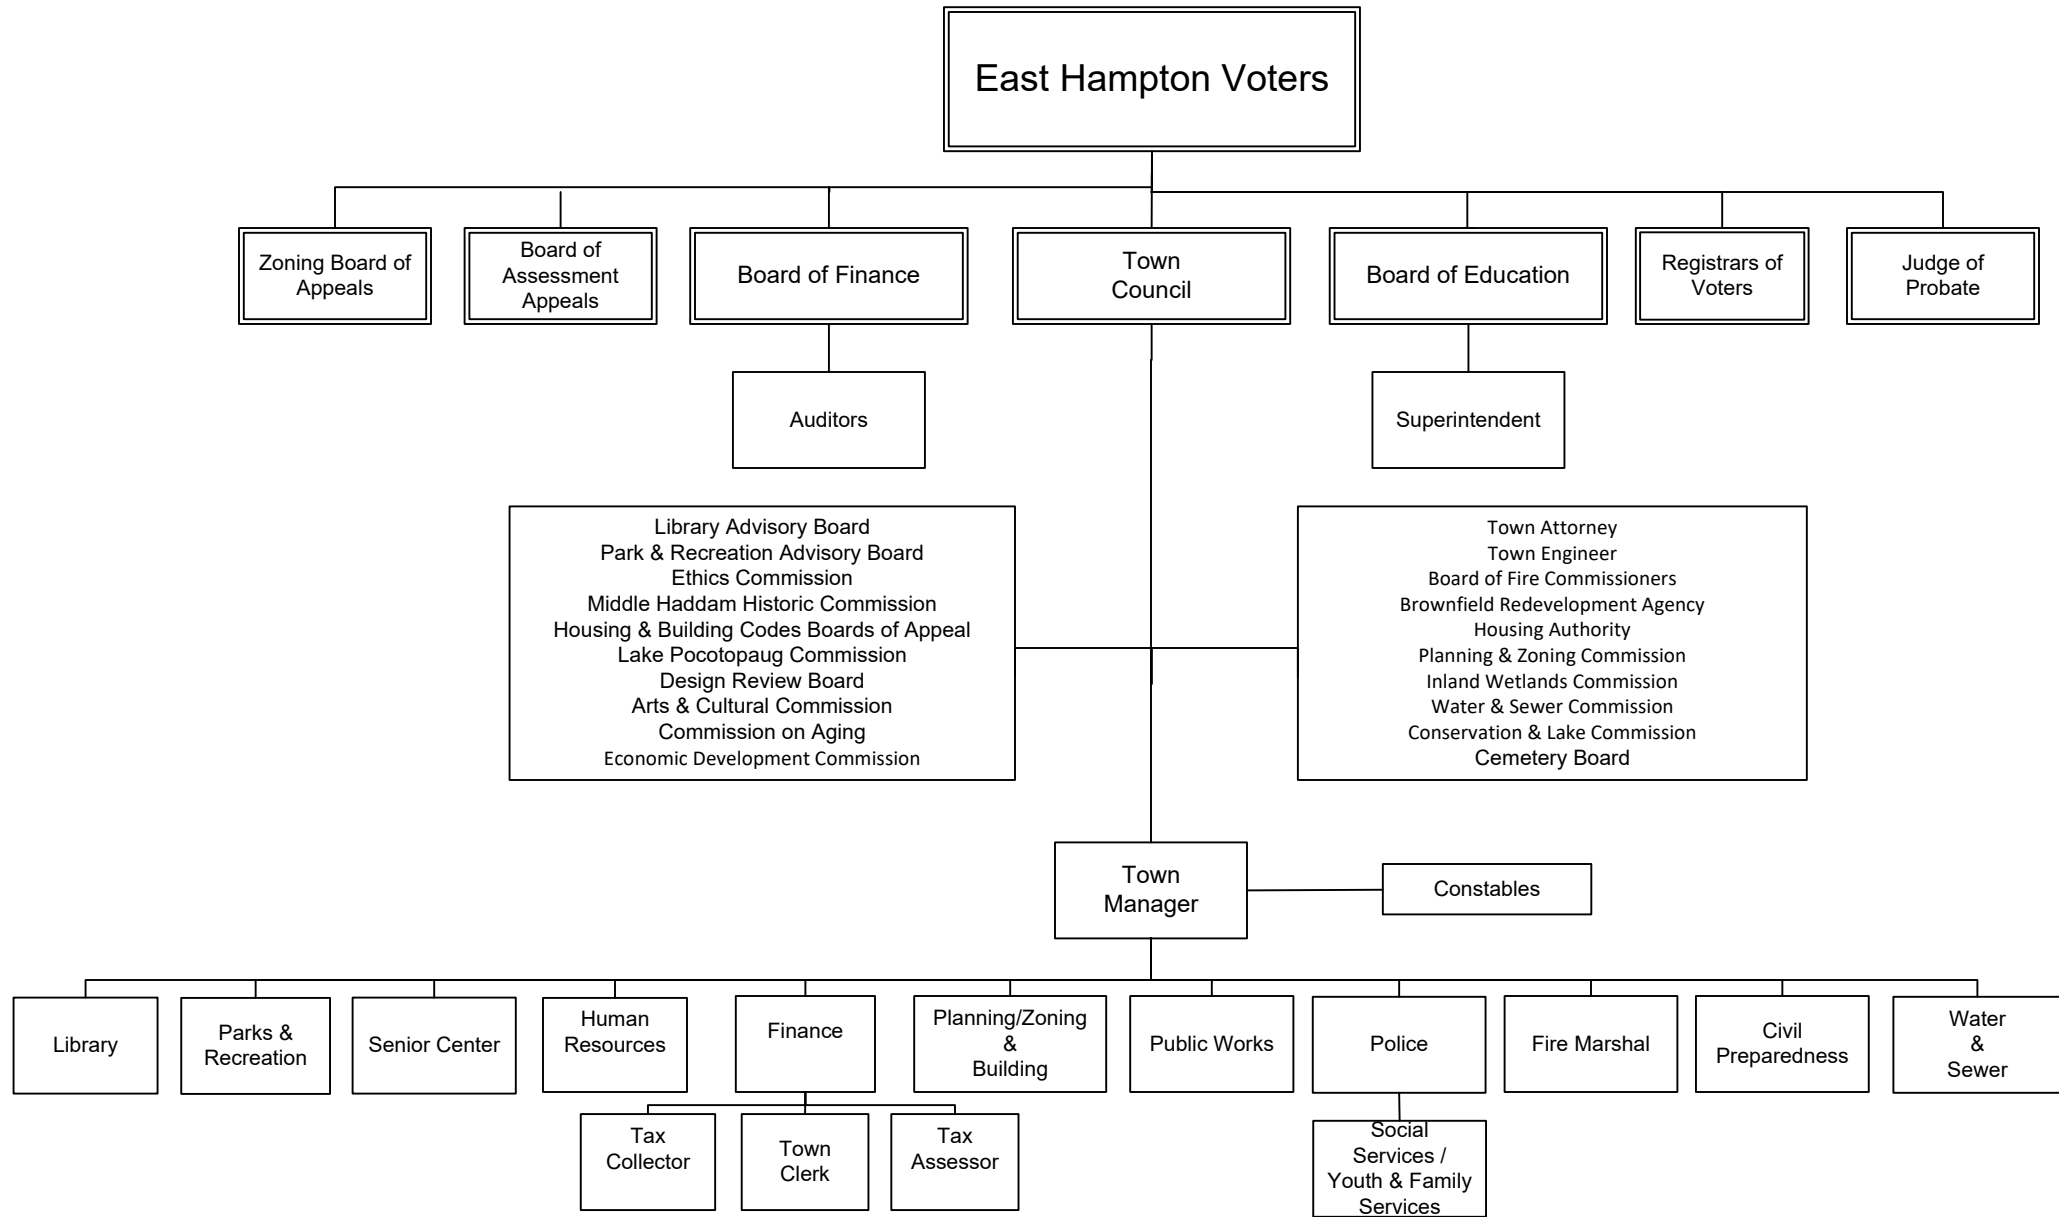 East Hampton Voters
Zoning Board of
Appeals
Board of
Assessment
Appeals
Board of Finance
Town
Council
Board of Education
Registrars of
Voters
Judge of
Probate
Auditors
Superintendent
Library Advisory Board
Park & Recreation Advisory Board
Ethics Commission
Middle Haddam Historic Commission
Housing & Building Codes Boards of Appeal
Lake Pocotopaug Commission
Design Review Board
Arts & Cultural Commission
Commission on Aging
Economic Development Commission
Town Attorney
Town Engineer
Board of Fire Commissioners
Brownfield Redevelopment Agency
Housing Authority
Planning & Zoning Commission
Inland Wetlands Commission
Water & Sewer Commission
Conservation & Lake Commission
Cemetery Board
Town
Manager
Constables
Library
Parks &
Recreation
Senior Center
Human
Resources
Finance
Planning/Zoning
&
Building
Public Works
Police
Fire Marshal
Civil
Preparedness
Water
&
Sewer
Tax
Collector
Town
Clerk
Tax
Assessor
Social
Services /
Youth & Family
Services